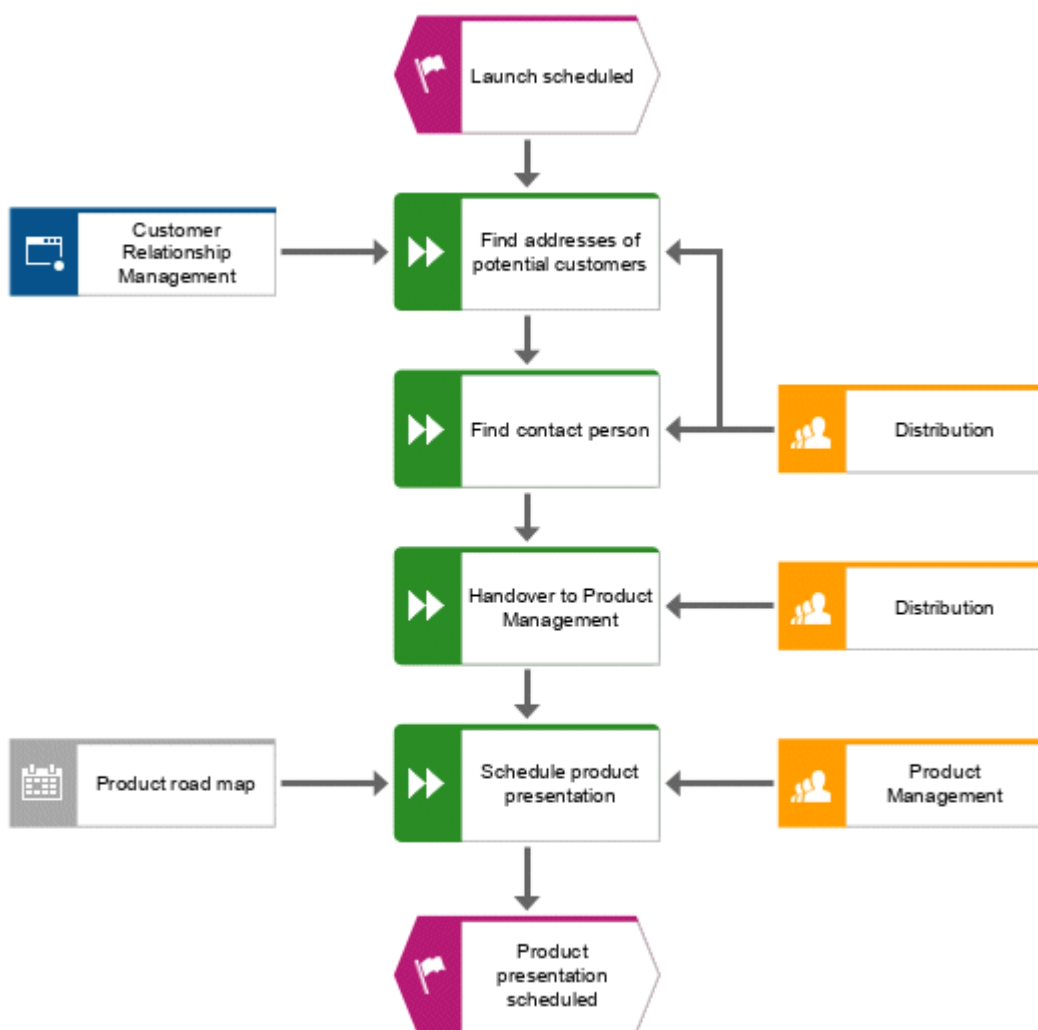 Launch scheduled
Customer
Relationship
Management
Find addresses of
potential customers
Find contact person
Distribution
Handover to Product
Management
Distribution
Product road map
Schedule product
presentation
Product
Management
Product
presentation
scheduled